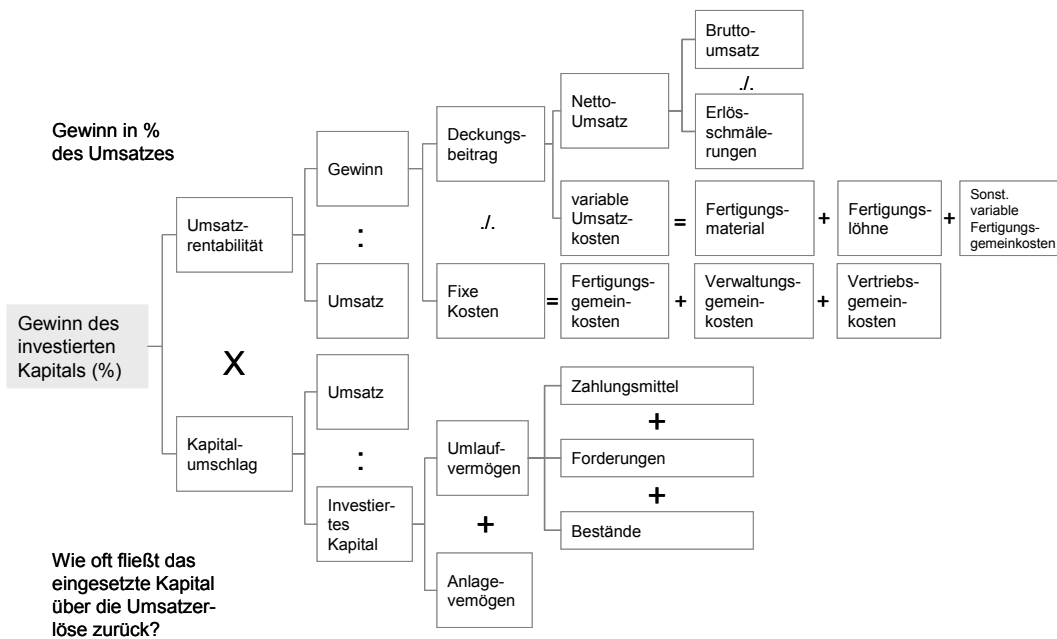 Brutto-
umsatz
./.
Erlös-
schmäle-
rungen
Netto-
Umsatz
Gewinn in %
des Umsatzes
Deckungs-
beitrag
Gewinn
:
Umsatz
./.
variable
Umsatz-
kosten
=
Fertigungs-
material
+
Fertigungs-
löhne
+
Sonst.
variable
Fertigungs-
gemeinkosten
Umsatz-
rentabilität
Fixe
Kosten
=
Fertigungs-
gemein-
kosten
+
Verwaltungs-
gemein-
kosten
+
Vertriebs-
gemein-
kosten
Gewinn des
investierten
Kapitals (%)
X
Kapital-
umschlag
Umsatz
:
Investier-
tes
Kapital
Umlauf-
vermögen
+
Anlage-
vermögen
Zahlungsmittel
+
Forderungen
+
Bestände
Wie oft fließt das
eingesetzte Kapital
über die Umsatzer-
löse zurück?